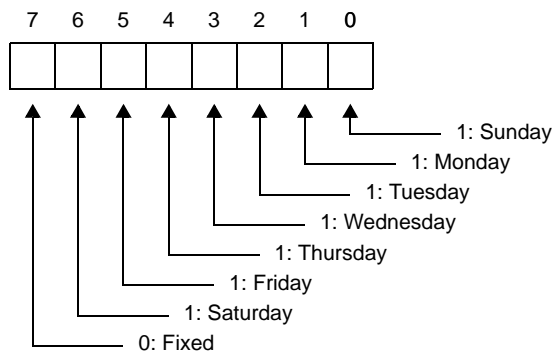 7 6 5 4 3 2 1 0
1: Sunday
1: Monday
1: Tuesday
1: Wednesday
1: Thursday
1: Friday
1: Saturday
0: Fixed